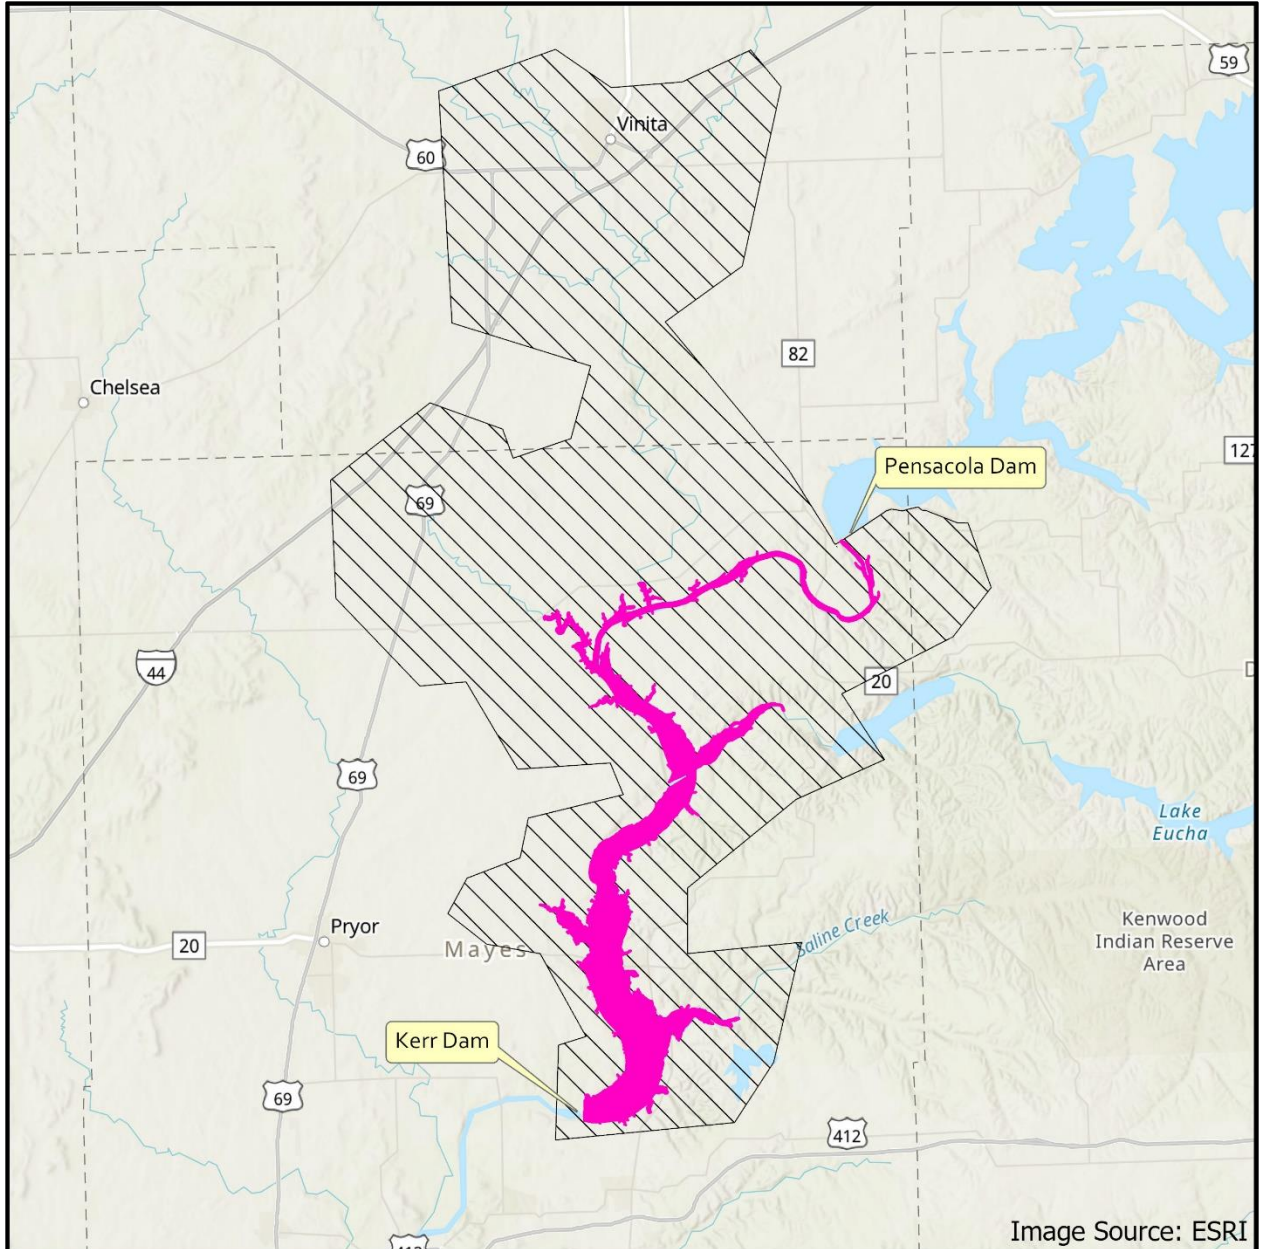 59
Vinita
60
82
Chelsea
127
Pensacola Dam
69
44
20
69
Lake
Eucha
Kenwood
Indian Reserve
Area
Saline Creek
Pryor
20
Mayes
Kerr Dam
69
412
Image Source: ESRI